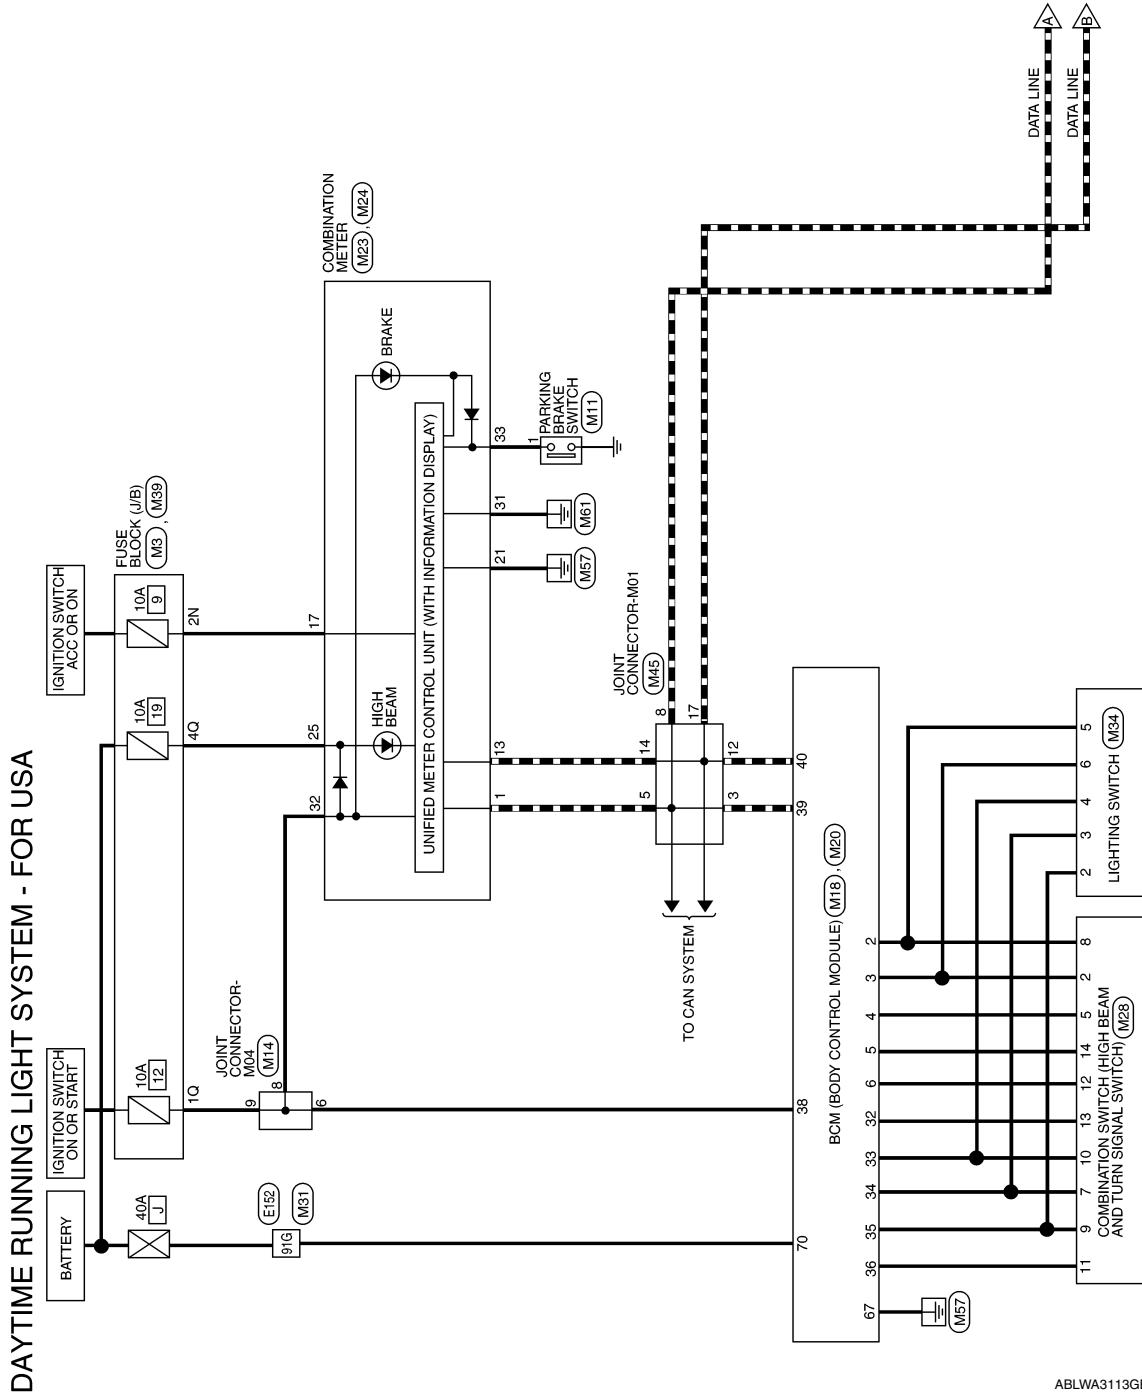 DAYTIME RUNNING LIGHT SYSTEM - FOR USA
BATTERY
IGNITION SWITCH
ON OR START
IGNITION SWITCH
ACC OR ON
40A
J
10A
12
10A
19
10A
9
FUSE
BLOCK (J/B)
M3 , M39
1Q
4Q
2N
E152
91G
M31
JOINT
CONNECTOR-
M04
M14
9
8
6
32
25
17
COMBINATION
METER
M23 , M24
HIGH
BEAM
BRAKE
UNIFIED METER CONTROL UNIT (WITH INFORMATION DISPLAY)
1
13
21
31
33
M57
M61
1
PARKING
BRAKE
SWITCH
M11
JOINT
CONNECTOR-M01
M45
5
14
8
17
3
12
TO CAN SYSTEM
DATA LINE
A
DATA LINE
B
70
38
39
40
BCM (BODY CONTROL MODULE) M18 , M20
67
36
35
34
33
32
6
5
4
3
2
M57
11
9
7
10
13
12
14
5
2
8
COMBINATION SWITCH (HIGH BEAM
AND TURN SIGNAL SWITCH) M28
2
3
4
6
5
LIGHTING SWITCH M34